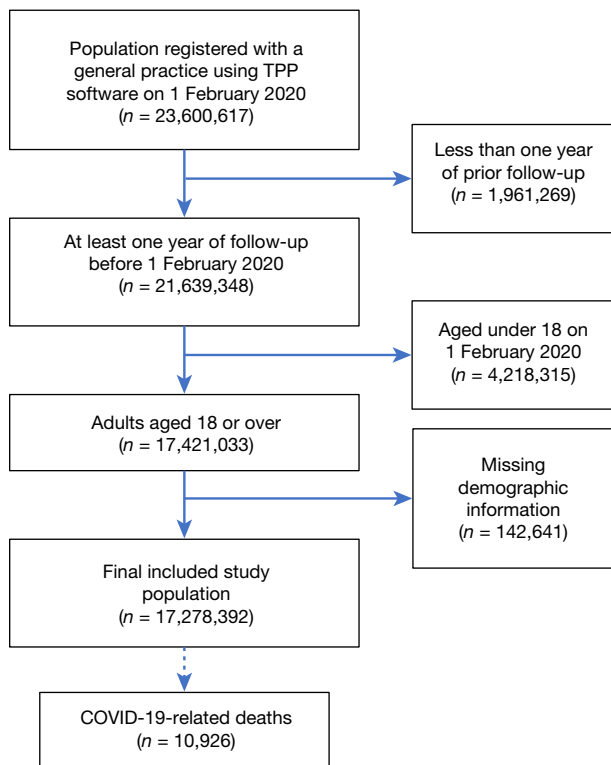 Population registered with a
general practice using TPP
software on 1 February 2020
(n = 23,600,617)
Less than one year
of prior follow-up
(n = 1,961,269)
At least one year of follow-up
before 1 February 2020
(n = 21,639,348)
Aged under 18 on
1 February 2020
(n = 4,218,315)
Adults aged 18 or over
(n = 17,421,033)
Missing
demographic
information
(n = 142,641)
Final included study
population
(n = 17,278,392)
COVID-19-related deaths
(n = 10,926)